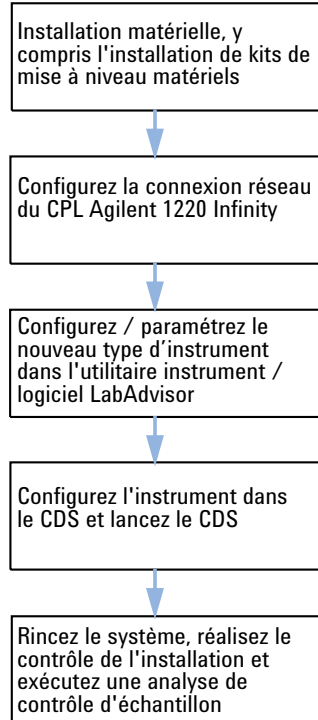 Installation matérielle, y
compris l'installation de kits de
mise à niveau matériels
Configurez la connexion réseau
du CPL Agilent 1220 Infinity
Configurez / paramétrez le
nouveau type d'instrument
dans l'utilitaire instrument /
logiciel LabAdvisor
Configurez l'instrument dans
le CDS et lancez le CDS
Rincez le système, réalisez le
contrôle de l'installation et
exécutez une analyse de
contrôle d'échantillon